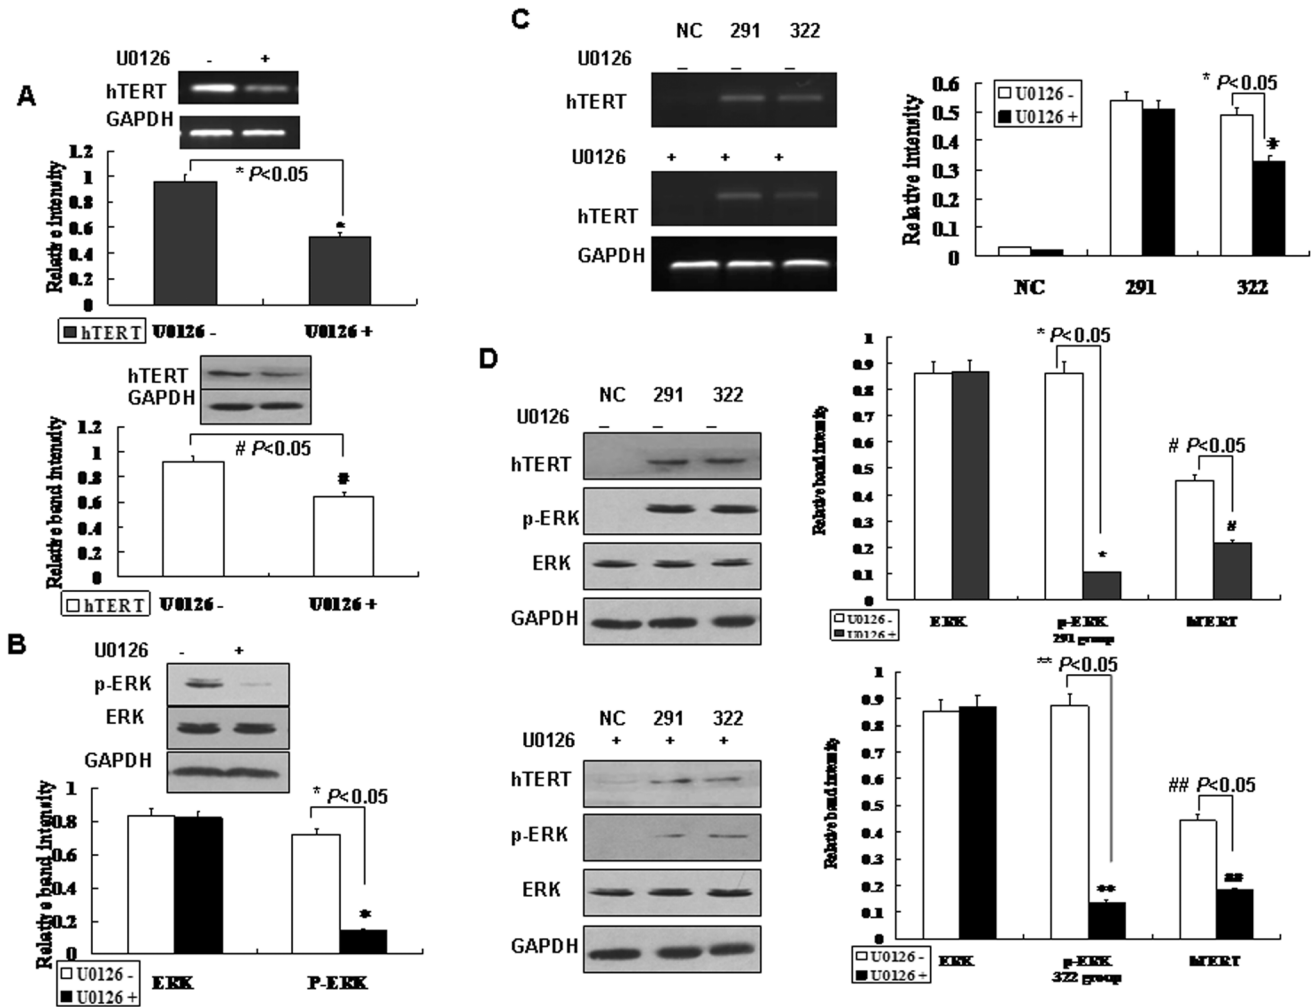 A
U0126 - +
hTERT
GAPDH
Relative intensity
1.2
1
0.8
0.6
0.4
0.2
0
* P<0.05
*
hTERT
U0126 - U0126 +
hTERT
GAPDH
Relative band intensity
1.2
1
0.8
0.6
0.4
0.2
0
# P<0.05
#
hTERT
U0126 - U0126 +
B
U0126 - +
p-ERK
ERK
GAPDH
Relative band intensity
1
0.8
0.6
0.4
0.2
0
* P<0.05
*
U0126 -
U0126 +
ERK P-ERK
C
NC 291 322
U0126 _ _ _
hTERT
U0126 + + +
hTERT
GAPDH
Relative intensity
0.6
0.5
0.4
0.3
0.2
0.1
0
U0126 -
U0126 +
* P<0.05
NC 291 322
D
NC 291 322
U0126
_ _ _
hTERT
p-ERK
ERK
GAPDH
Relative band intensity
1
0.9
0.8
0.7
0.6
0.5
0.4
0.3
0.2
0.1
0
* P<0.05
*
# P<0.05
#
U0126 -
U0126 +
ERK p-ERK hTERT
291 group
NC 291 322
U0126 + + +
hTERT
p-ERK
ERK
GAPDH
Relative band intensity
1
0.9
0.8
0.7
0.6
0.5
0.4
0.3
0.2
0.1
0
** P<0.05
**
## P<0.05
##
U0126 -
U0126 +
ERK p-ERK hTERT
322 group